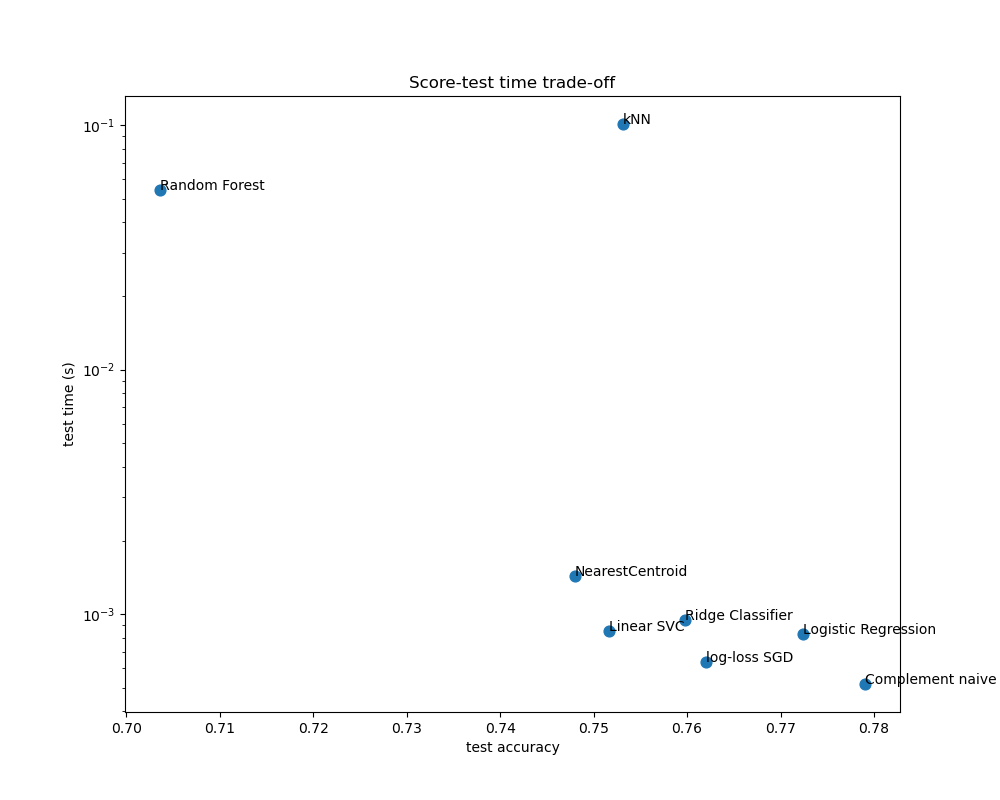 Score-test time trade-off
10⁻¹
kNN
Random Forest
10⁻²
test time (s)
NearestCentroid
10⁻³
Ridge Classifier
Linear SVC
Logistic Regression
log-loss SGD
Complement naive
0.70 0.71 0.72 0.73 0.74 0.75 0.76 0.77 0.78
test accuracy